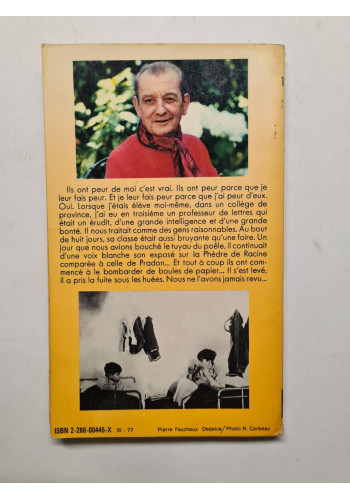 Ils ont peur de moi c'est vrai. Ils ont peur parce que je
leur fais peur. Et je leur fais peur parce que j'ai peur d'eux.
Oui. Lorsque j'étais élève moi-même, dans un collège de
province, j'ai eu en troisième un professeur de lettres qui
était un érudit, d'une grande intelligence et d'une grande
bonté. Il nous traitait comme des gens raisonnables. Au bout
de huit jours, sa classe était aussi bruyante qu'une foire. Un
jour que nous avions bouché le tuyau du poêle, il continuait
d'une voix blanche son exposé sur la Phèdre de Racine
comparée à celle de Pradon... Et tout à coup ils ont com-
mencé à le bombarder de boules de papier... Il s'est levé,
il a pris la fuite sous les huées. Nous ne l'avons jamais revu...
ISBN 2-266-00445-X XI - 77
Pierre Faucheux Dédalus/Photo R. Corbeau